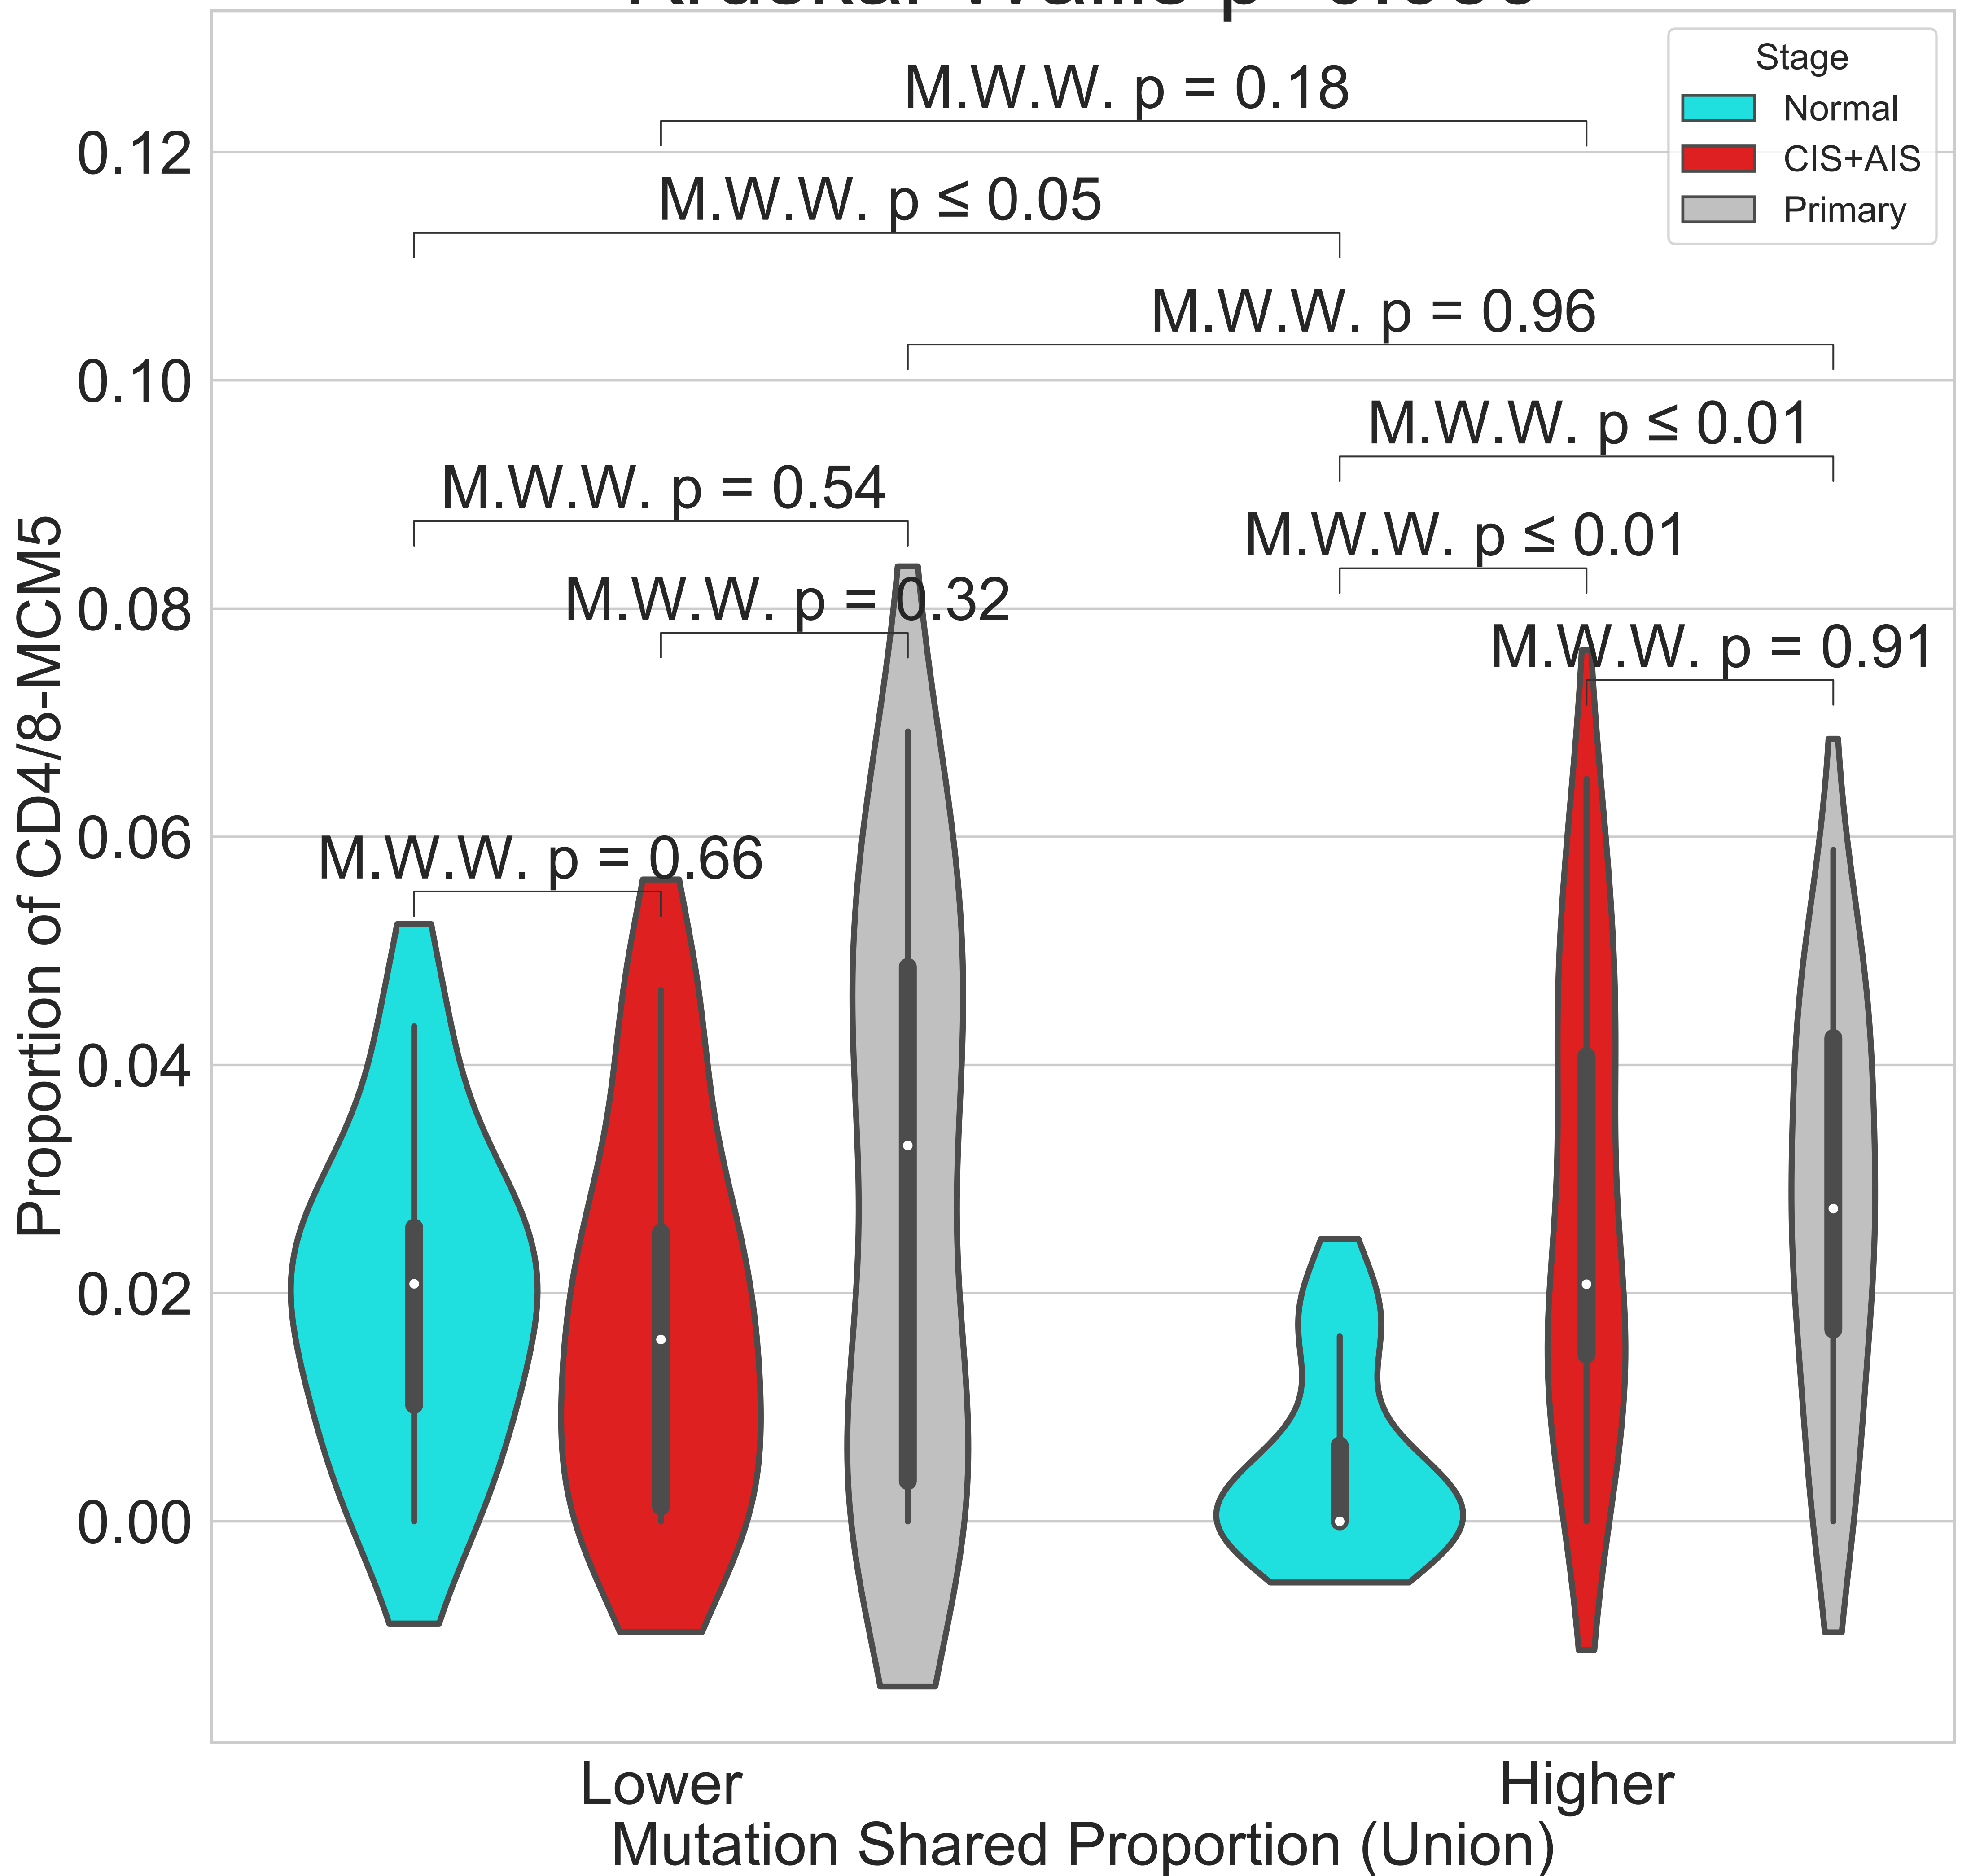 Stage
Normal
CIS+AIS
Primary
M.W.W. p = 0.18
M.W.W. p ≤ 0.05
M.W.W. p = 0.96
M.W.W. p ≤ 0.01
M.W.W. p = 0.54
M.W.W. p ≤ 0.01
M.W.W. p = 0.32
M.W.W. p = 0.91
M.W.W. p = 0.66
0.12
0.10
0.08
0.06
0.04
0.02
0.00
Proportion of CD4/8-MCM5
Lower
Higher
Mutation Shared Proportion (Union)